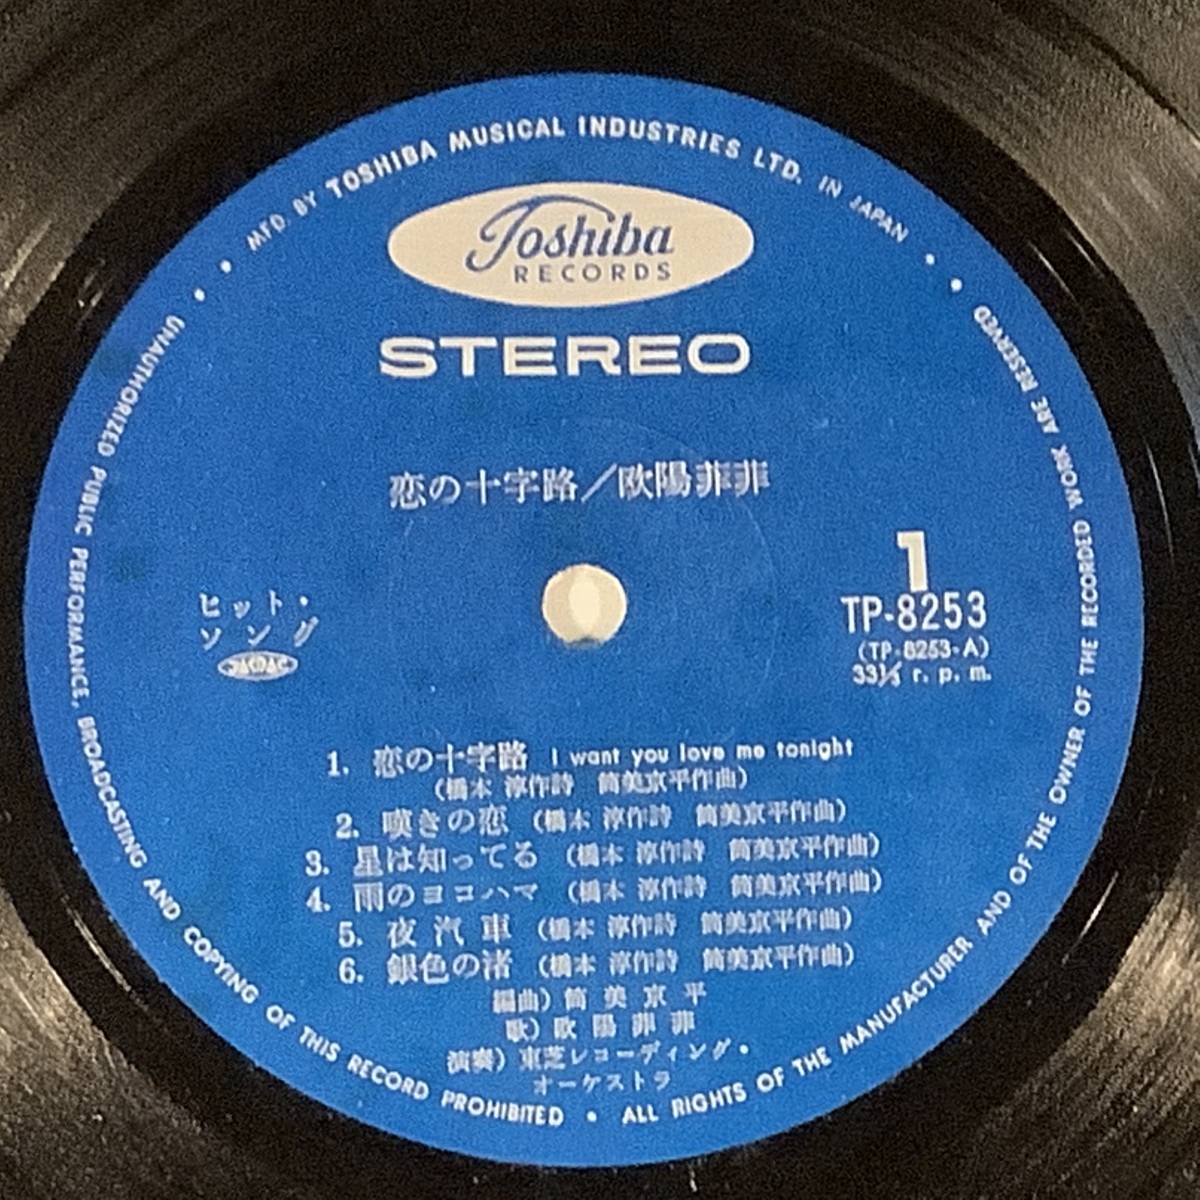 MFD. BY TOSHIBA MUSICAL INDUSTRIES LTD. IN JAPAN
Toshiba
RECORDS
STEREO
恋の十字路／欧陽菲菲
ヒット・
ソング
JASRAC
1
TP-8253
(TP-8253-A)
33⅓ r. p. m.
1. 恋の十字路 I want you love me tonight
(橋本 淳作詩 筒美京平作曲)
2. 嘆きの恋 (橋本 淳作詩 筒美京平作曲)
3. 星は知ってる (橋本 淳作詩 筒美京平作曲)
4. 雨のヨコハマ (橋本 淳作詩 筒美京平作曲)
5. 夜汽車 (橋本 淳作詩 筒美京平作曲)
6. 銀色の渚 (橋本 淳作詩 筒美京平作曲)
編曲) 筒美京平
歌) 欧陽菲菲
演奏) 東芝レコーディング・
オーケストラ
UNAUTHORIZED PUBLIC PERFORMANCE, BROADCASTING AND COPYING OF THIS RECORD PROHIBITED • ALL RIGHTS OF THE MANUFACTURER AND OF THE OWNER OF THE RECORDED WORK ARE RESERVED